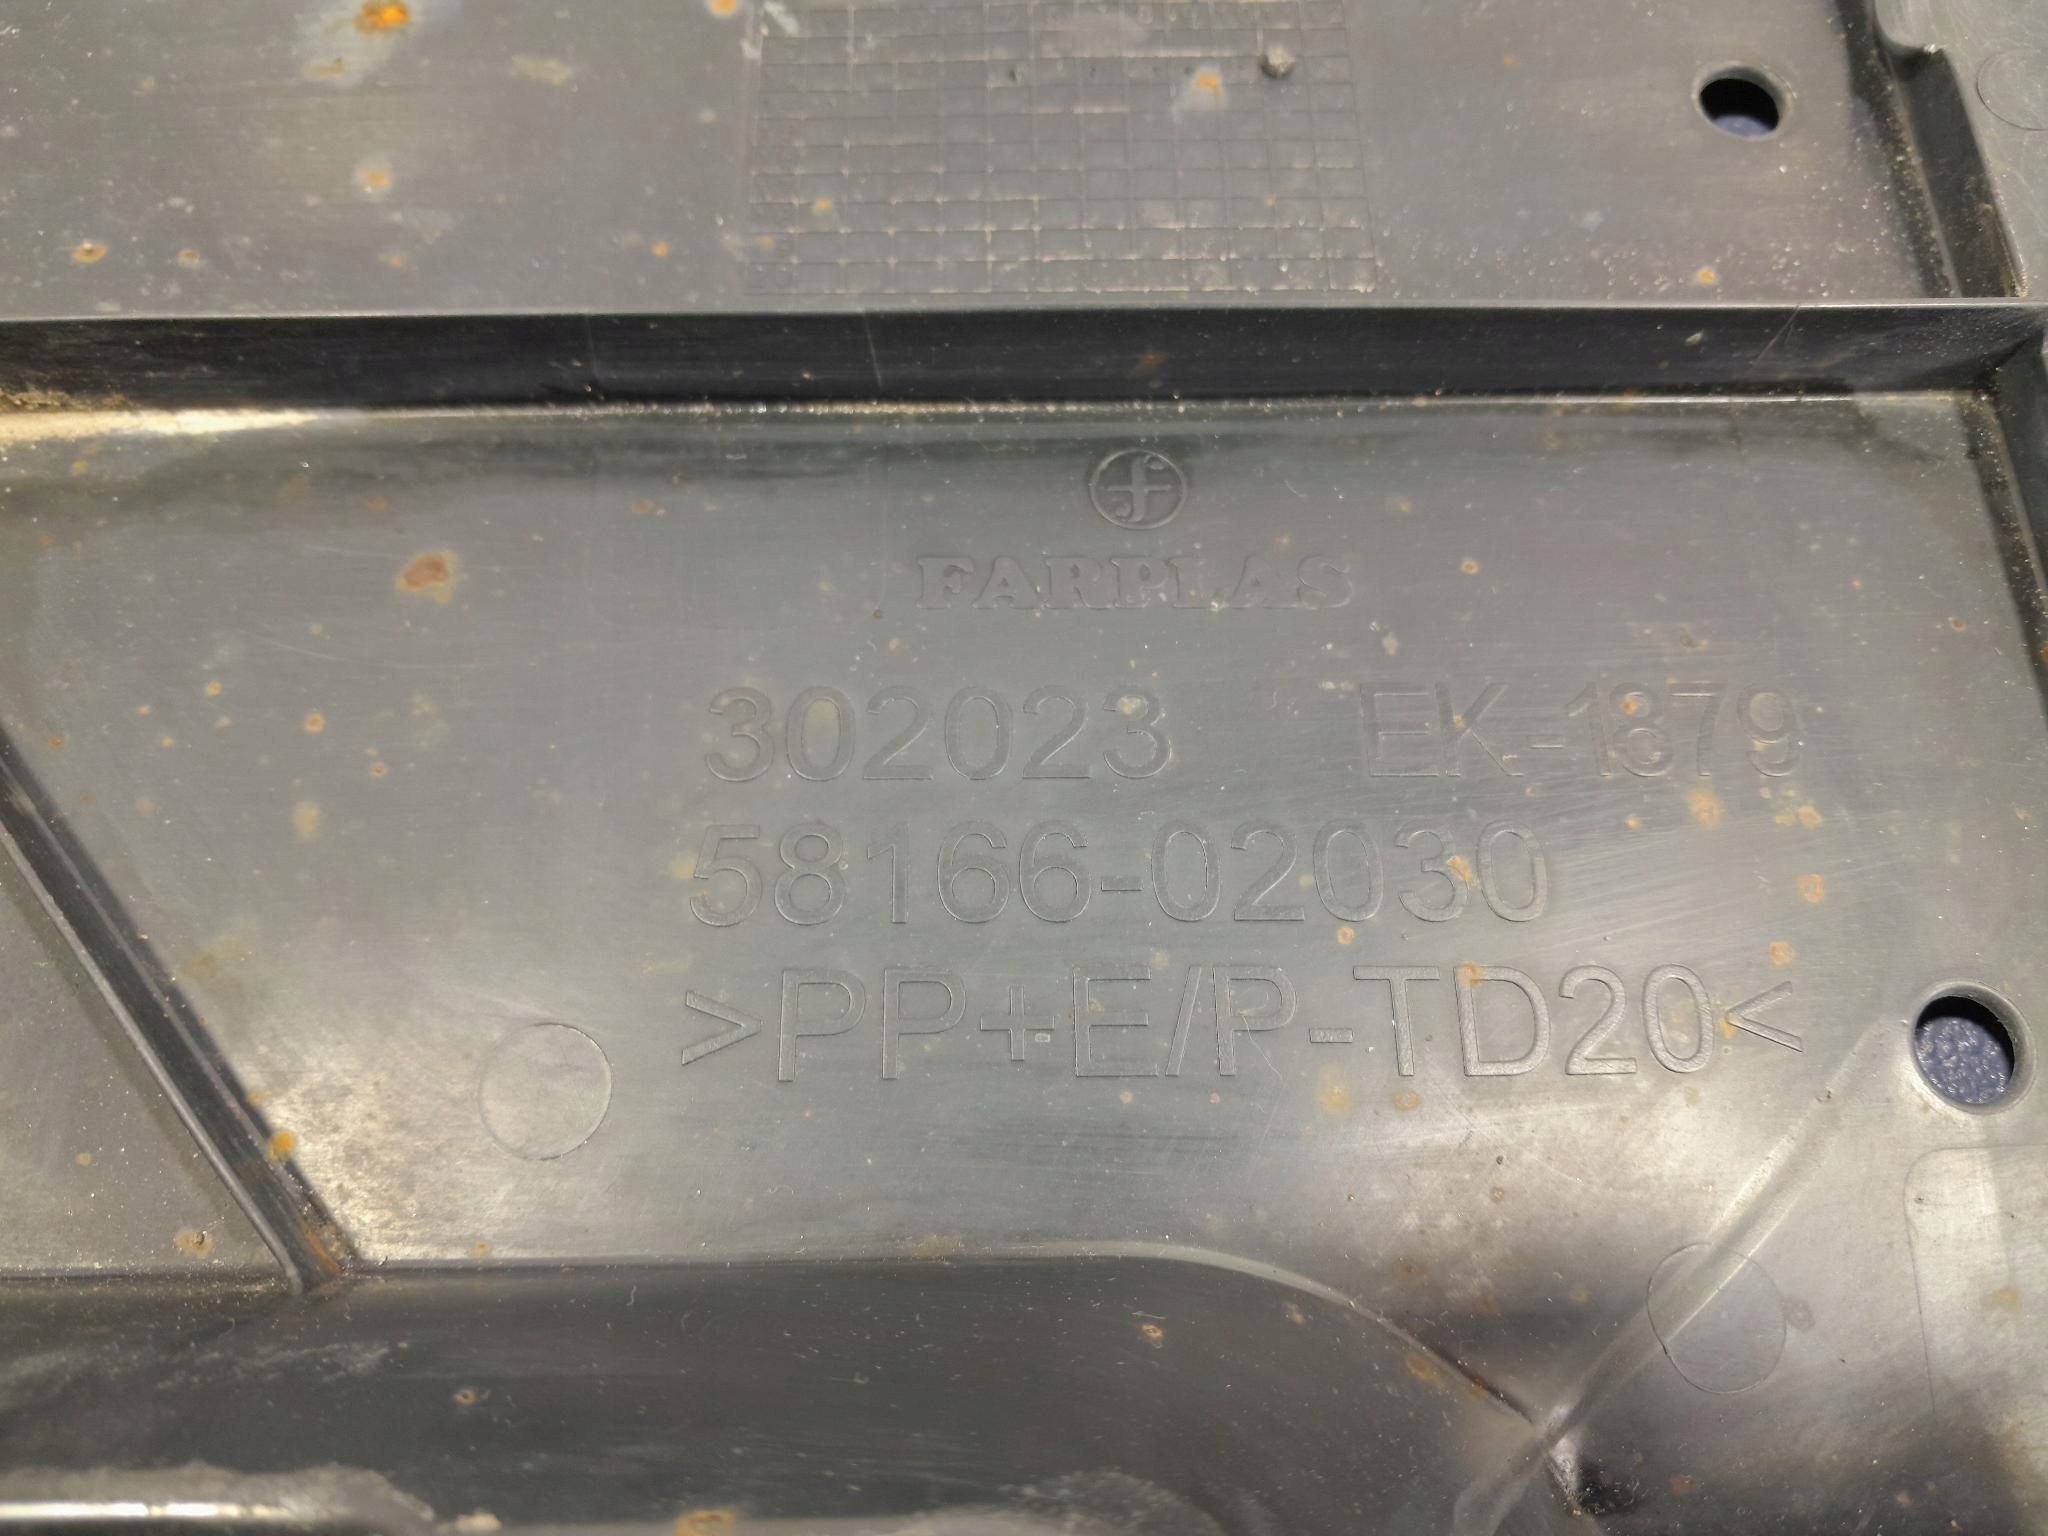 FARPLAS
302023 EK-1879
58166-02030
>PP+E/P-TD20<